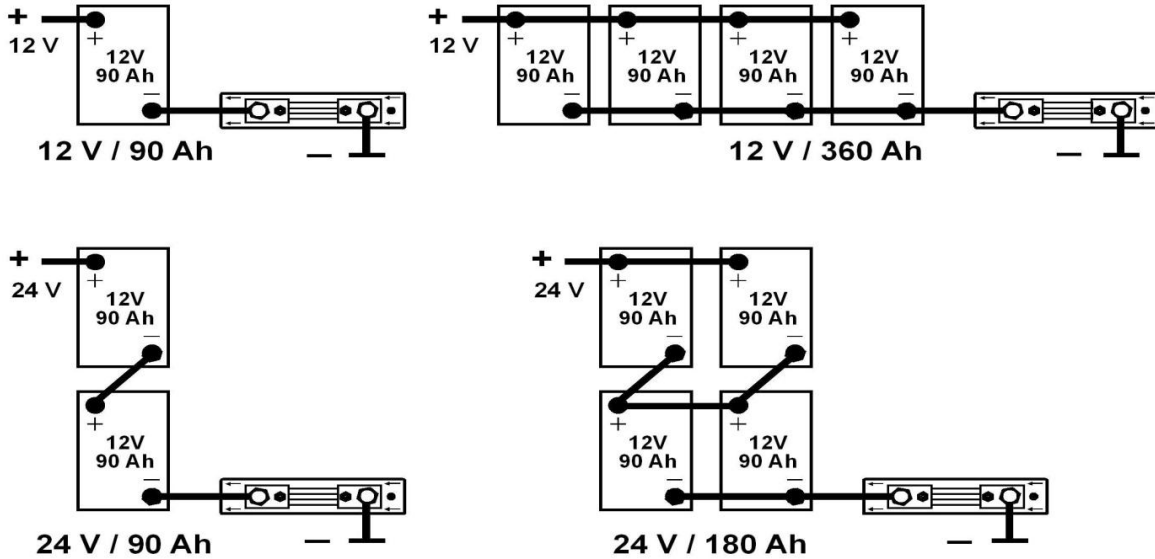 +
12 V
+
12V
90 Ah
–
12 V / 90 Ah
–
+
12 V
+
12V
90 Ah
–
+
12V
90 Ah
–
+
12V
90 Ah
–
+
12V
90 Ah
–
12 V / 360 Ah
–
+
24 V
+
12V
90 Ah
–
+
12V
90 Ah
–
24 V / 90 Ah
–
+
24 V
+
12V
90 Ah
–
+
12V
90 Ah
–
+
12V
90 Ah
–
+
12V
90 Ah
–
24 V / 180 Ah
–